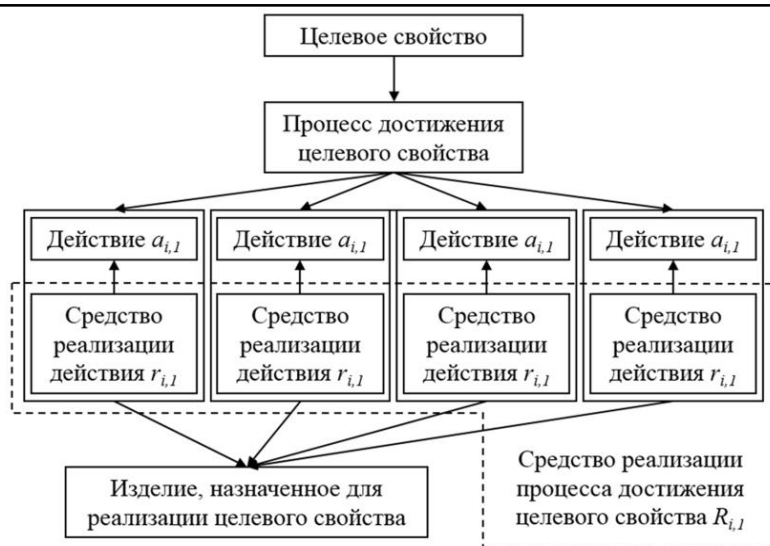 Целевое свойство
Процесс достижения
целевого свойства
Действие a_{i,1}
Действие a_{i,1}
Действие a_{i,1}
Действие a_{i,1}
Средство
реализации
действия r_{i,1}
Средство
реализации
действия r_{i,1}
Средство
реализации
действия r_{i,1}
Средство
реализации
действия r_{i,1}
Изделие, назначенное для
реализации целевого свойства
Средство реализации
процесса достижения
целевого свойства R_{i,1}